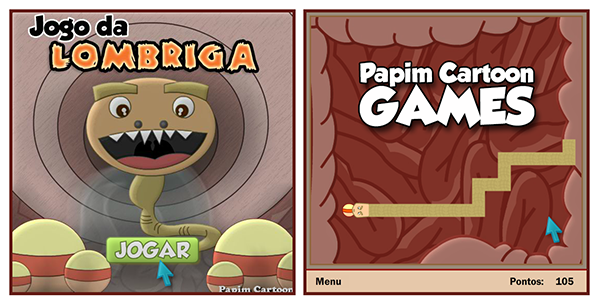 Jogo da
LOMBRIGA
JOGAR
Papim Cartoon
Papim Cartoon
GAMES
Menu
Pontos: 105